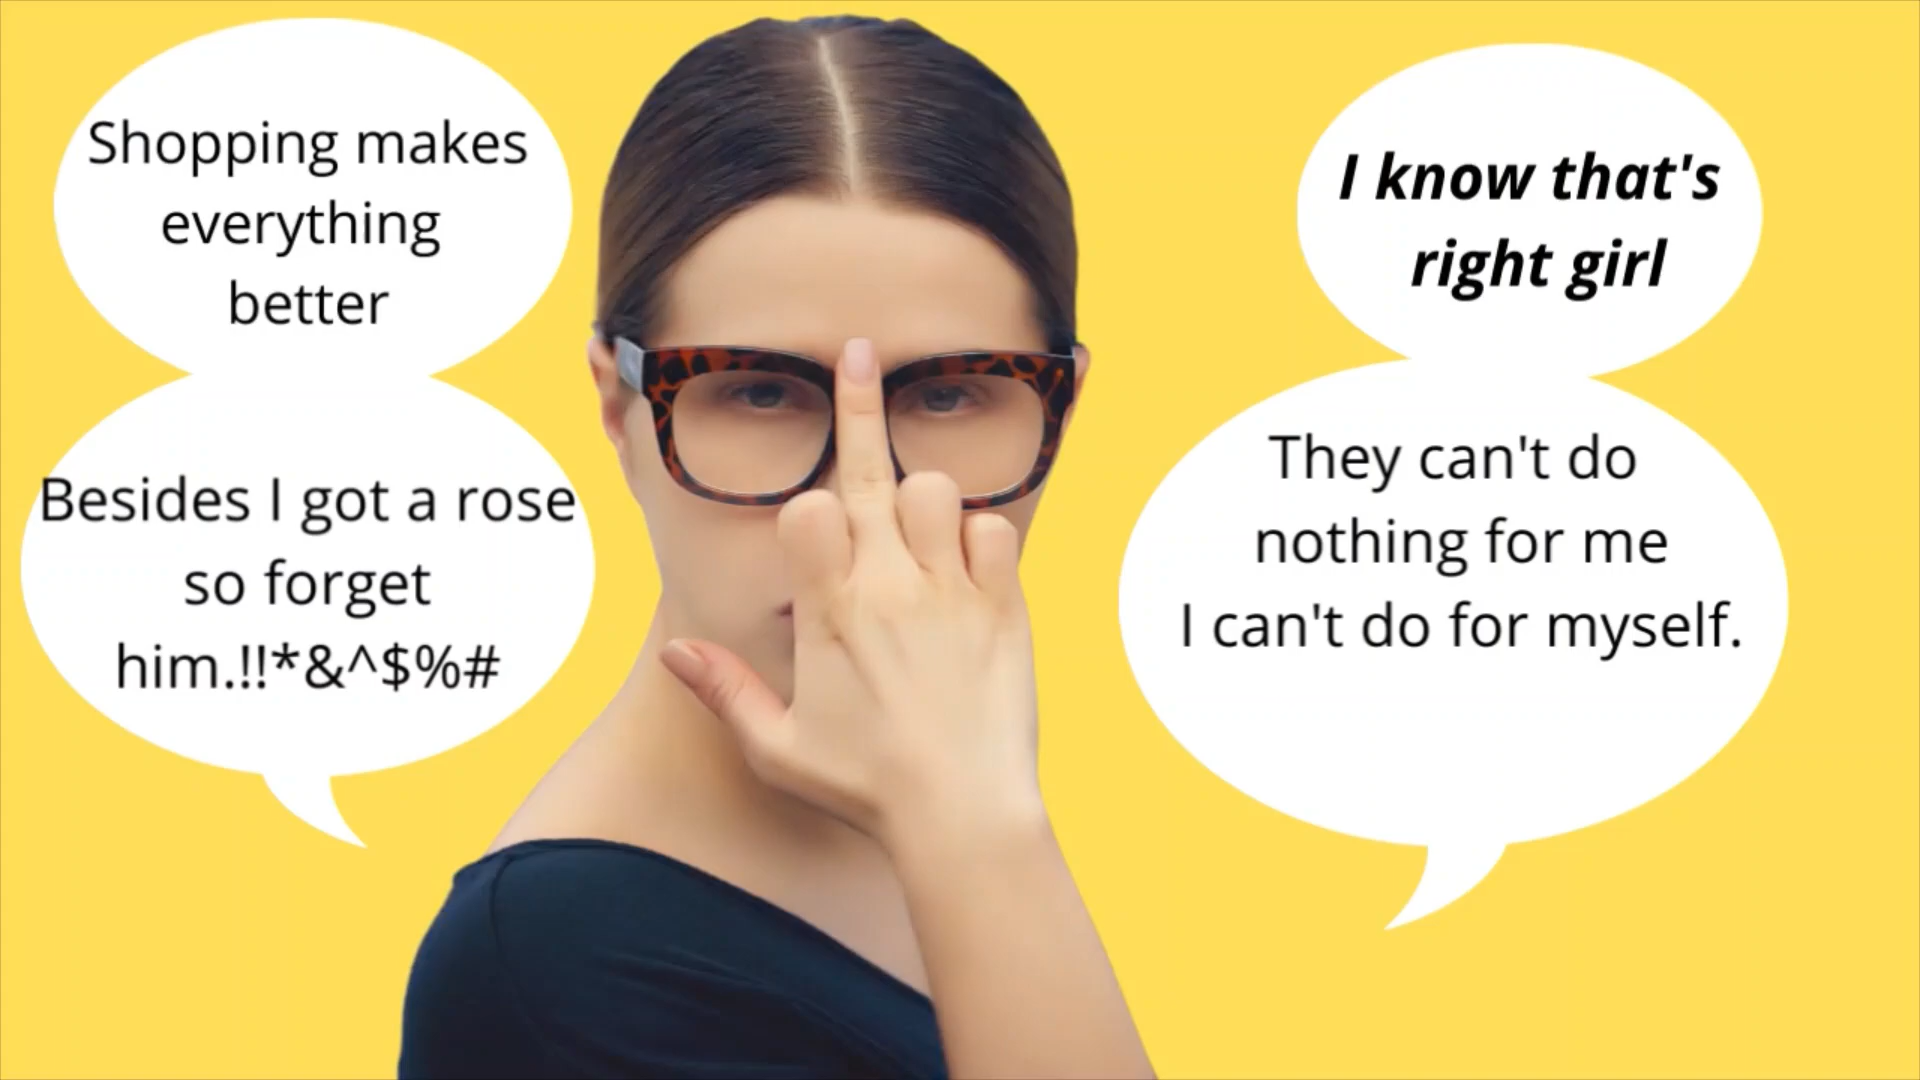 Shopping makes
everything
better
Besides I got a rose
so forget
him.!!*&^$%#
I know that's
right girl
They can't do
nothing for me
I can't do for myself.